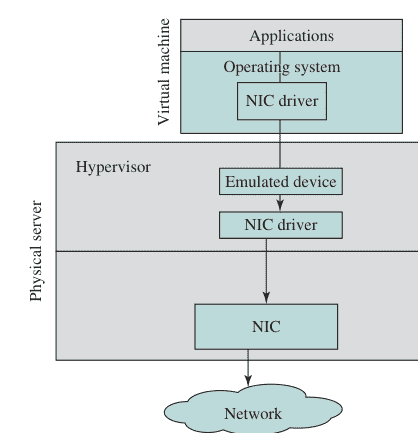 Virtual machine
Applications
Operating system
NIC driver
Physical server
Hypervisor
Emulated device
NIC driver
NIC
Network